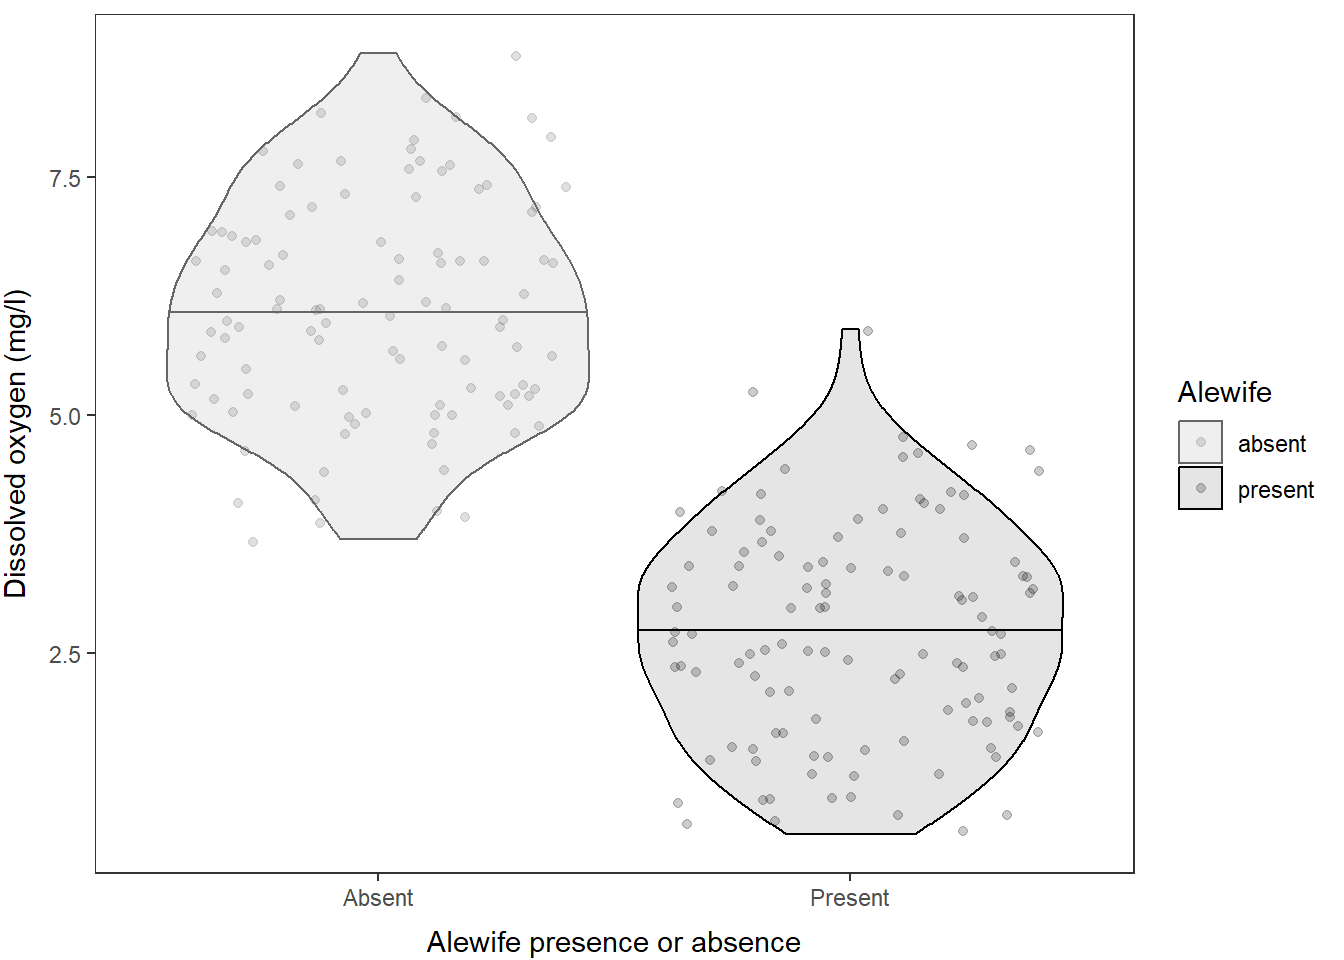 Dissolved oxygen (mg/l)
7.5
5.0
2.5
Absent
Present
Alewife presence or absence
Alewife
absent
present